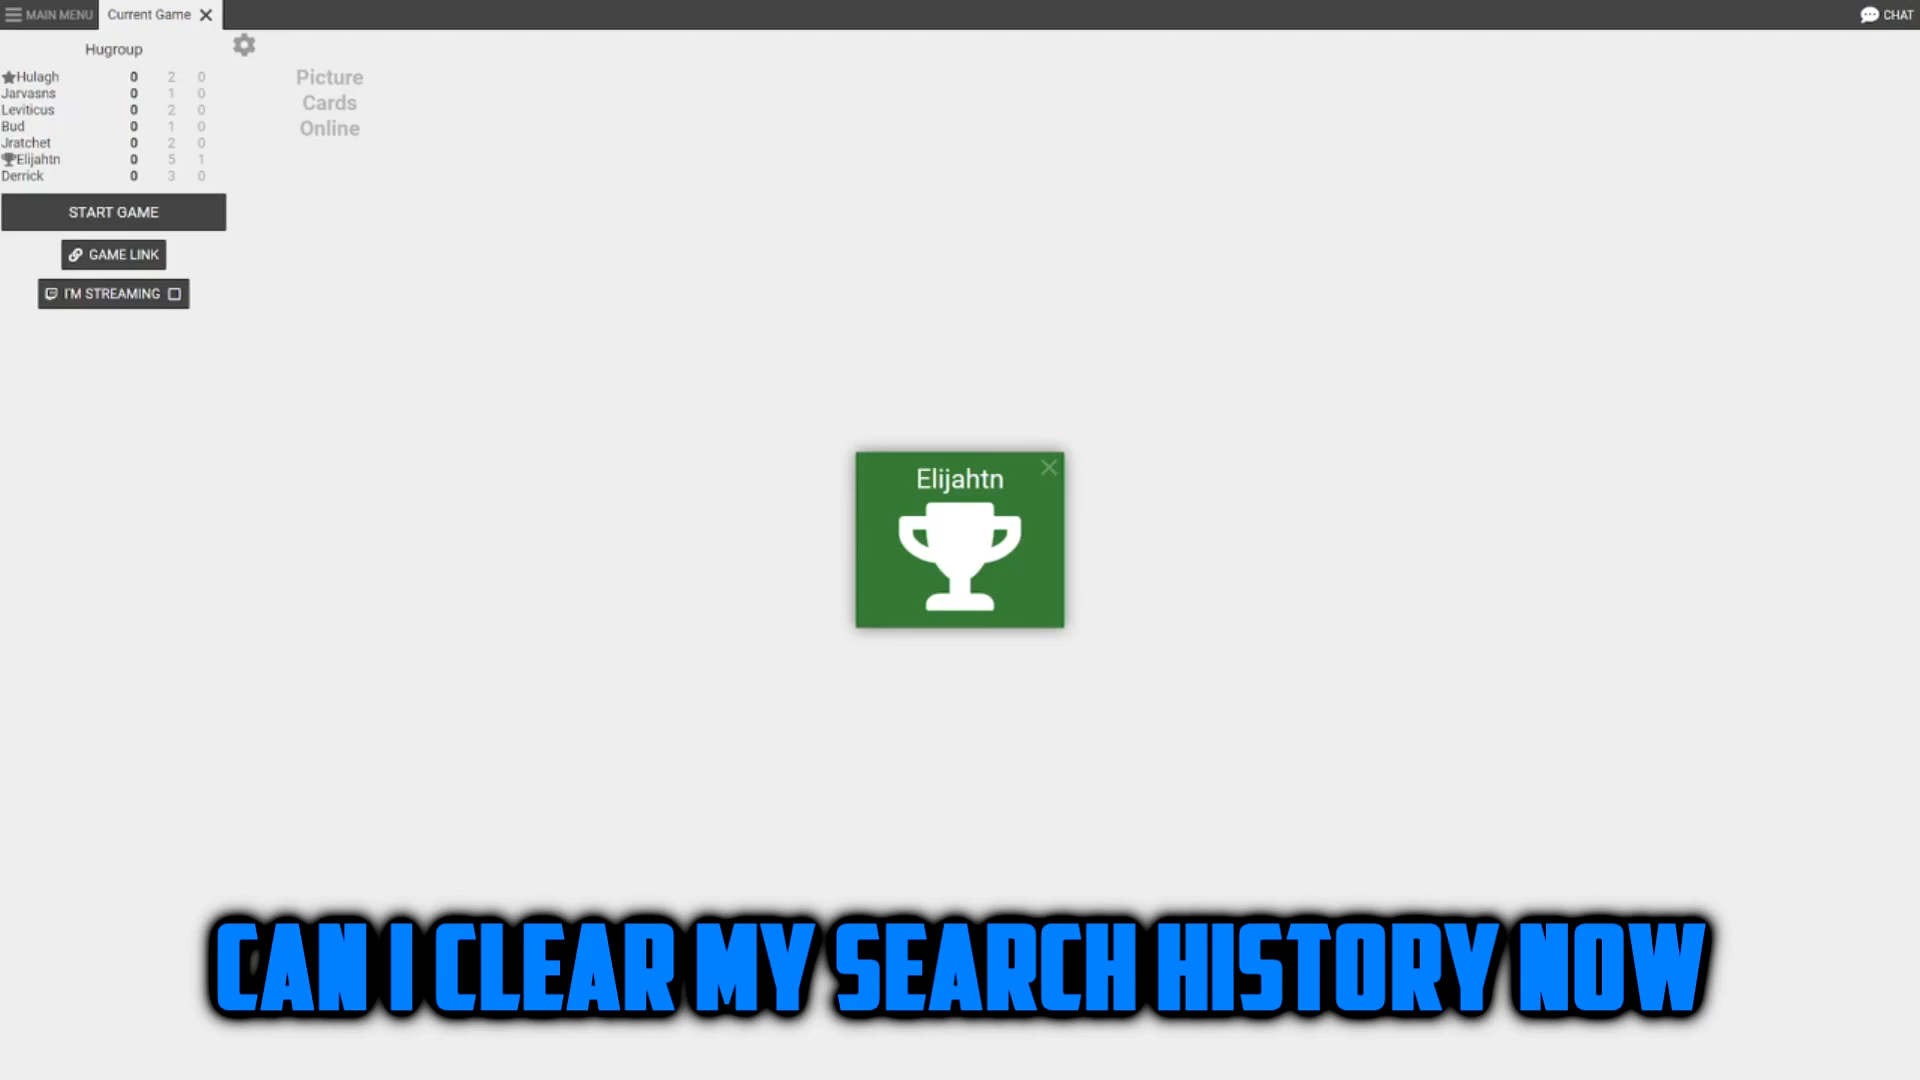 MAIN MENU
Current Game
CHAT
Hugroup
Hulagh 0 2 0
Jarvasns 0 1 0
Leviticus 0 2 0
Bud 0 1 0
Jratchet 0 2 0
Elijahtn 0 5 1
Derrick 0 3 0
START GAME
GAME LINK
I'M STREAMING
Picture
Cards
Online
Elijahtn
CAN I CLEAR MY SEARCH HISTORY NOW